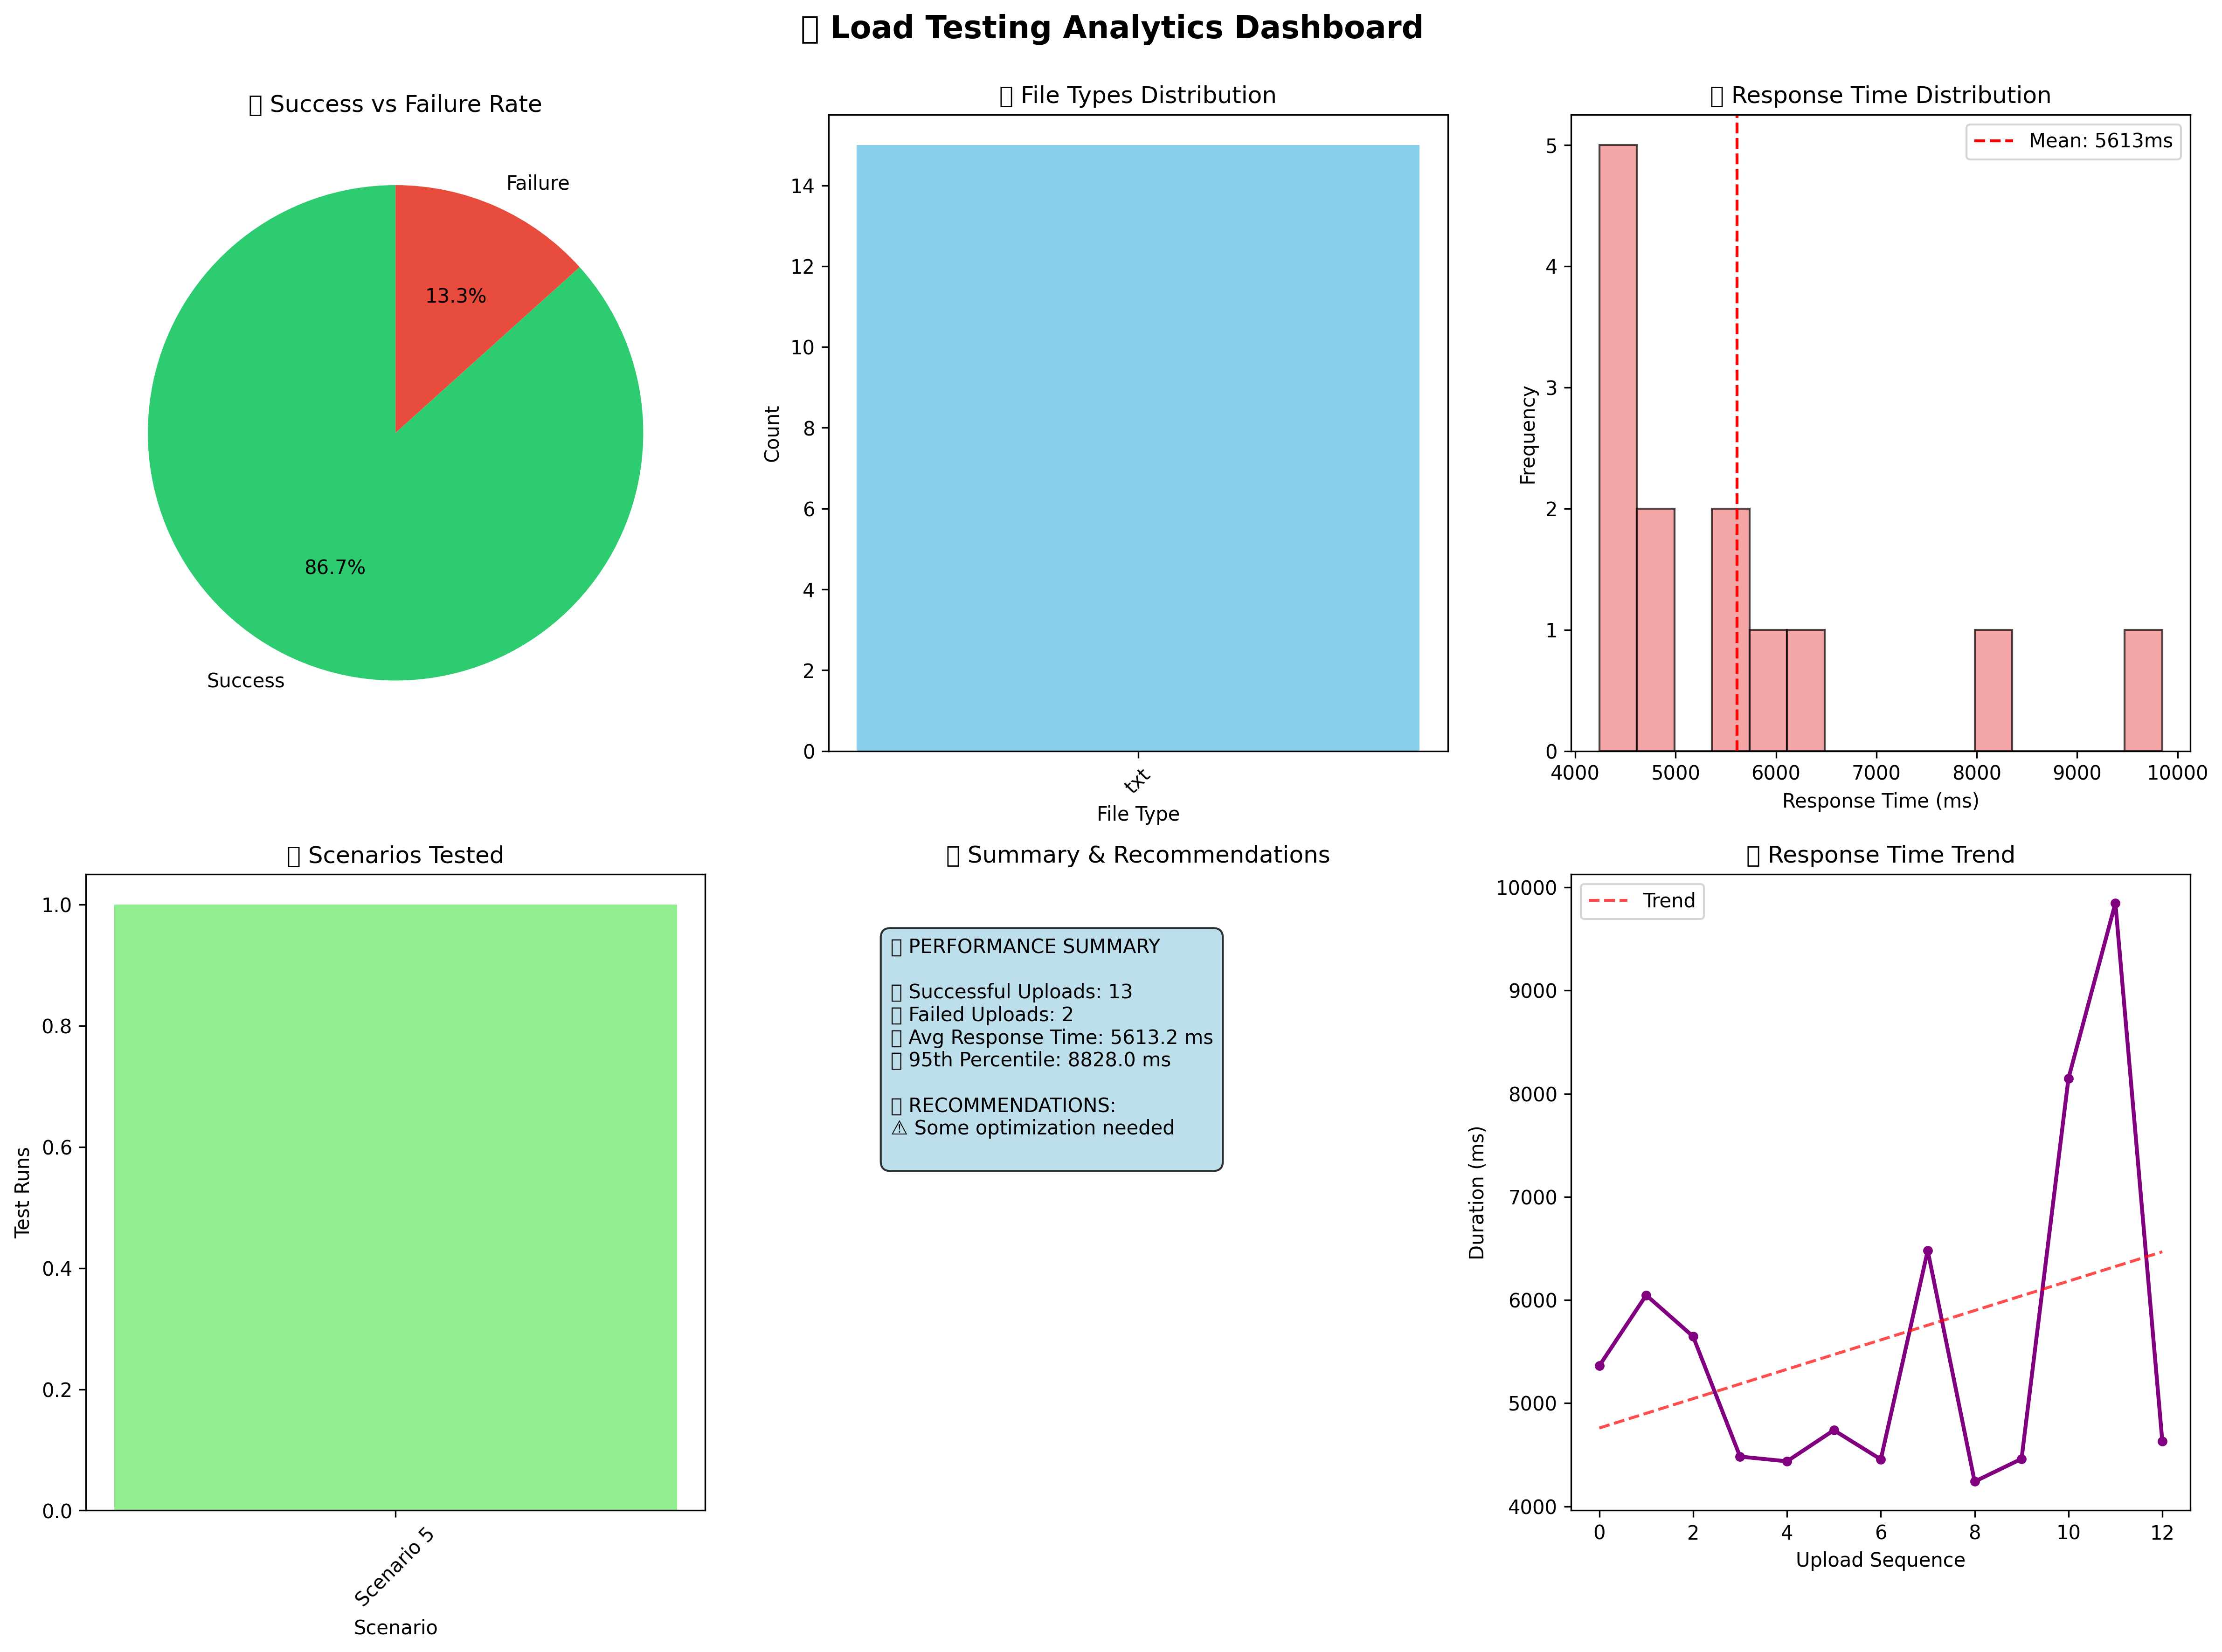 Load Testing Analytics Dashboard
Success vs Failure Rate
Failure
13.3%
86.7%
Success
File Types Distribution
Count
14
12
10
8
6
4
2
0
txt
File Type
Response Time Distribution
Mean: 5613ms
Frequency
5
4
3
2
1
0
4000 5000 6000 7000 8000 9000 10000
Response Time (ms)
Scenarios Tested
Test Runs
1.0
0.8
0.6
0.4
0.2
0.0
Scenario 5
Scenario
Summary & Recommendations
PERFORMANCE SUMMARY
Successful Uploads: 13
Failed Uploads: 2
Avg Response Time: 5613.2 ms
95th Percentile: 8828.0 ms
RECOMMENDATIONS:
⚠ Some optimization needed
Response Time Trend
Trend
Duration (ms)
10000
9000
8000
7000
6000
5000
4000
0 2 4 6 8 10 12
Upload Sequence